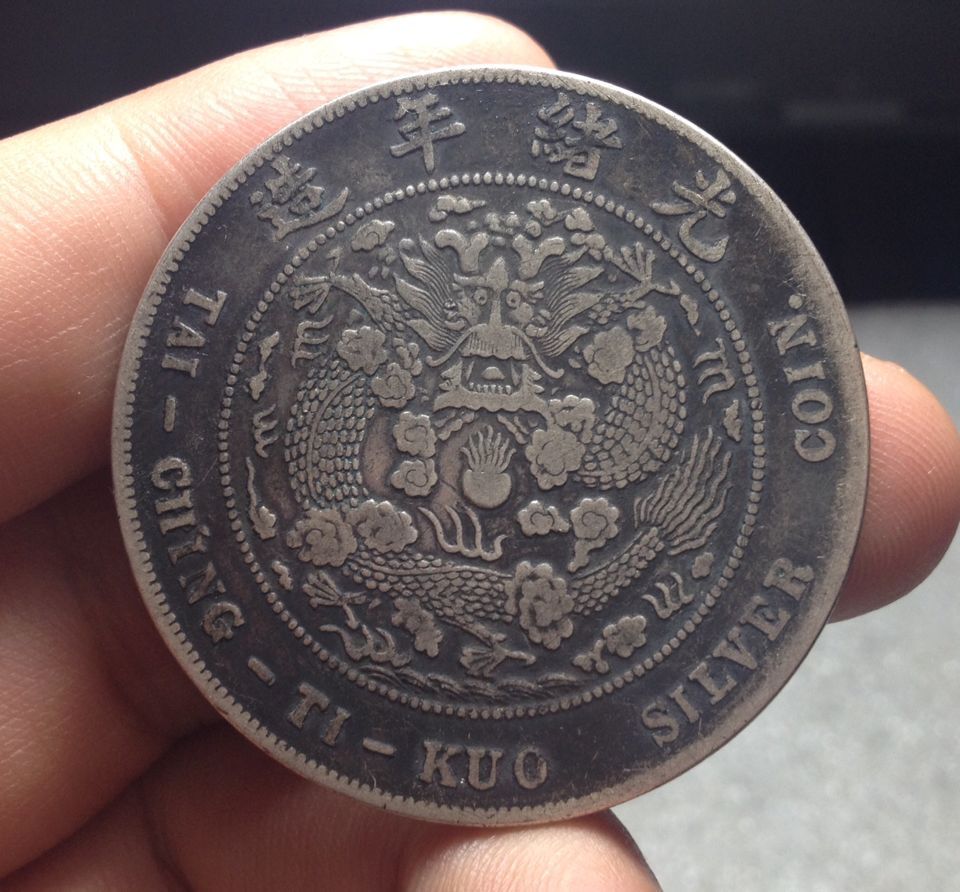 光緒年造
TAI-CHING-TI-KUO SILVER COIN.